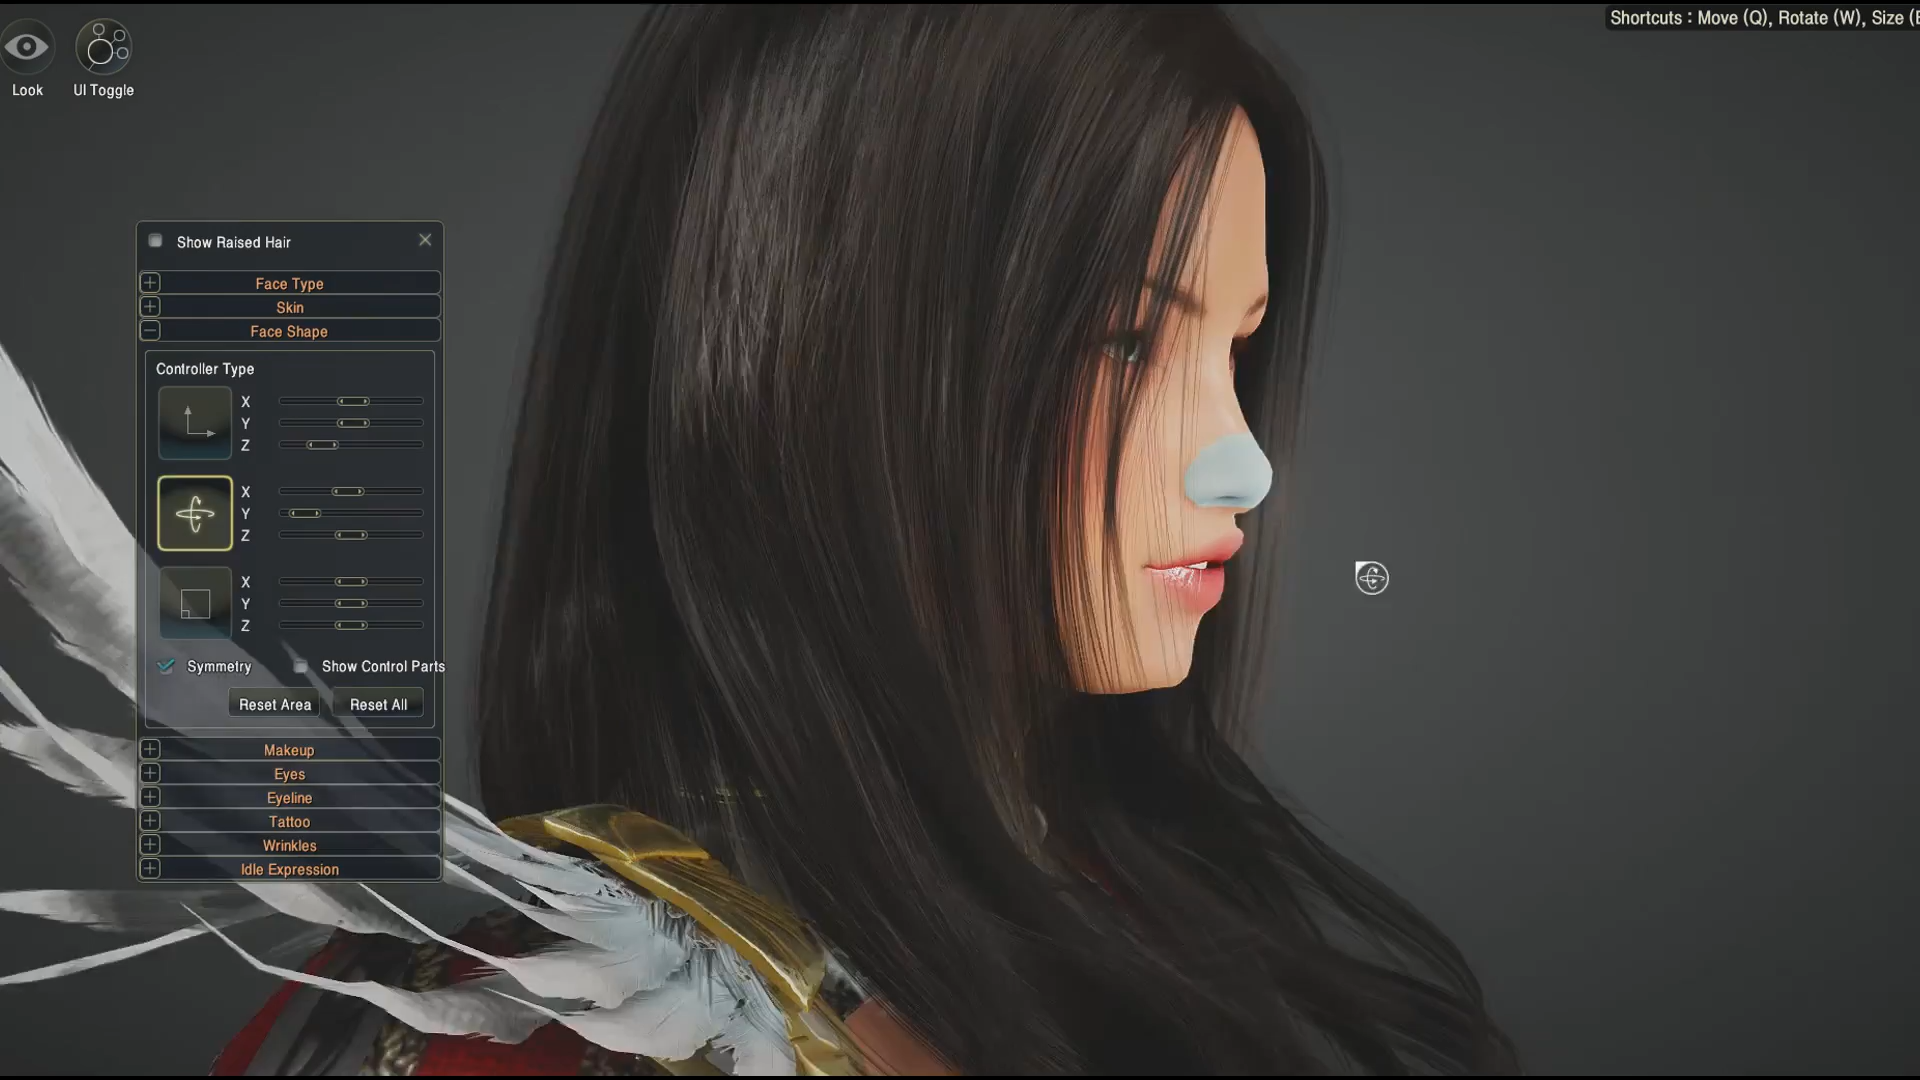 Shortcuts : Move (Q), Rotate (W), Size (
Look
UI Toggle
Show Raised Hair
Face Type
Skin
Face Shape
Controller Type
X
Y
Z
X
Y
Z
X
Y
Z
Symmetry
Show Control Parts
Reset Area
Reset All
Makeup
Eyes
Eyeline
Tattoo
Wrinkles
Idle Expression